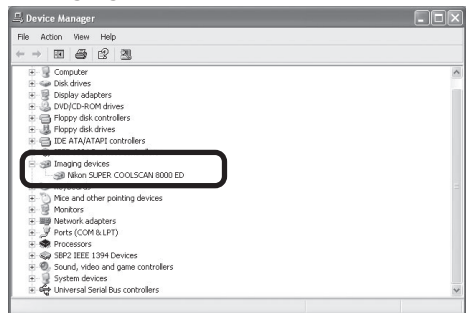 Device Manager
File Action View Help
Computer
Disk drives
Display adapters
DVD/CD-ROM drives
Floppy disk controllers
Floppy disk drives
IDE ATA/ATAPI controllers
Imaging devices
Nikon SUPER COOLSCAN 8000 ED
Keyboards
Mice and other pointing devices
Monitors
Network adapters
Ports (COM & LPT)
Processors
SBP2 IEEE 1394 Devices
Sound, video and game controllers
System devices
Universal Serial Bus controllers